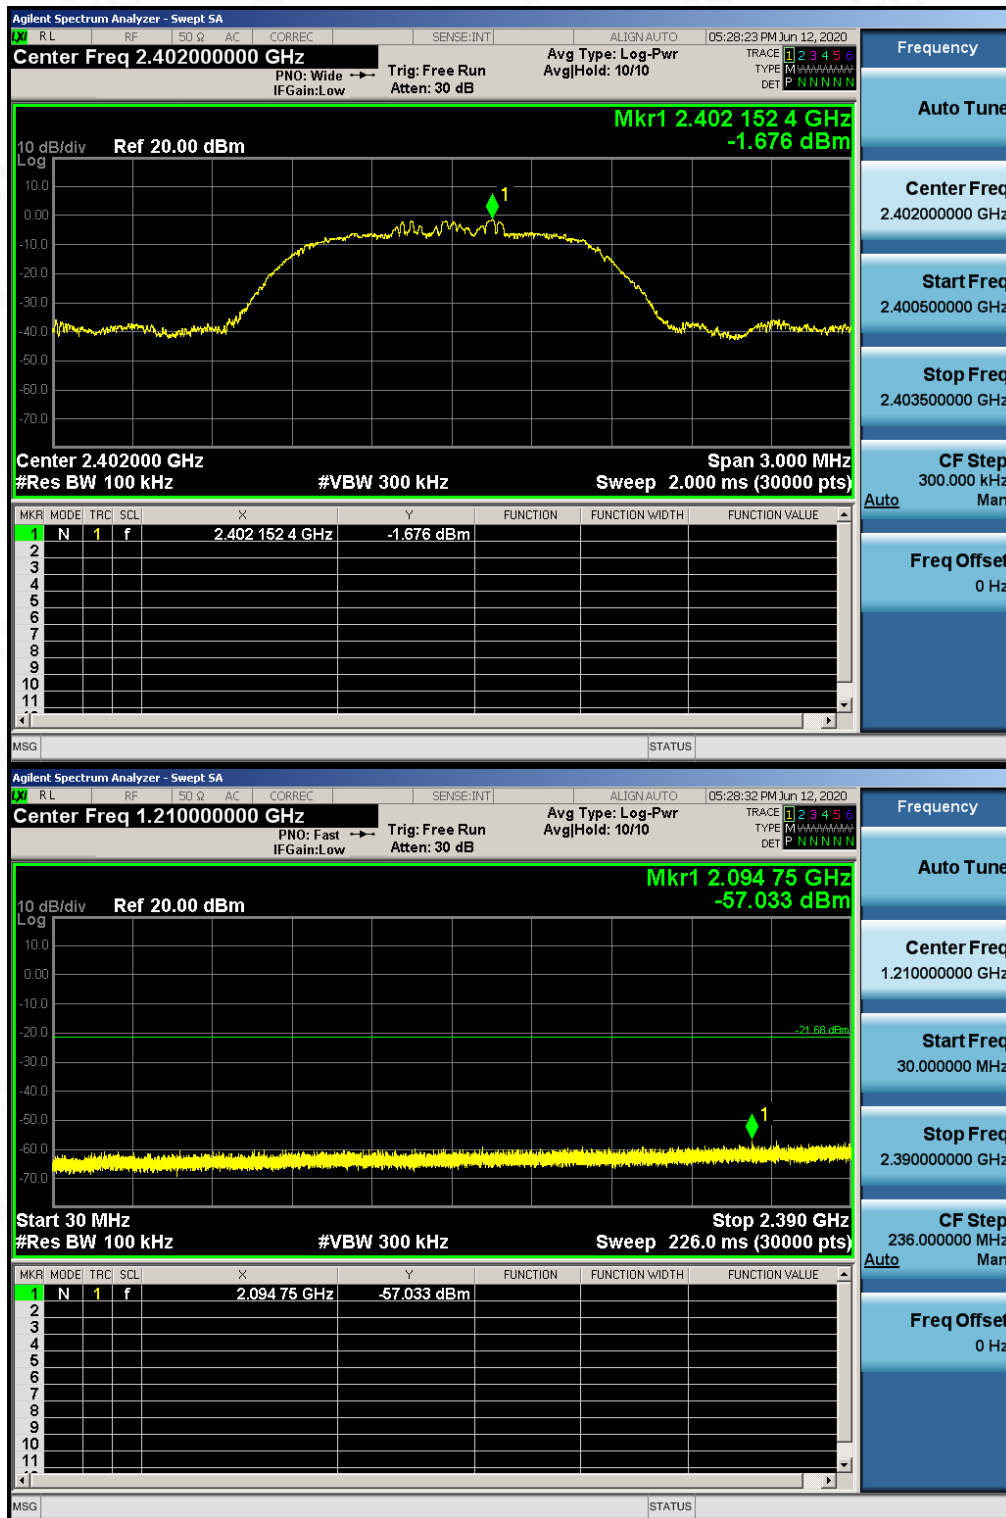 Agilent Spectrum Analyzer - Swept SA
LXI RL RF 50 Ω AC CORREC SENSE:INT ALIGN AUTO 05:28:23 PM Jun 12, 2020
Center Freq 2.402000000 GHz
PNO: Wide
IFGain:Low
Trig: Free Run
Atten: 30 dB
Avg Type: Log-Pwr
Avg|Hold: 10/10
TRACE 1 2 3 4 5 6
TYPE M WWWWW
DET P N N N N N
Mkr1 2.402 152 4 GHz
-1.676 dBm
10 dB/div Ref 20.00 dBm
Log
10.0
0.00
-10.0
-20.0
-30.0
-40.0
-50.0
-60.0
-70.0
1
Center 2.402000 GHz Span 3.000 MHz
#Res BW 100 kHz #VBW 300 kHz Sweep 2.000 ms (30000 pts)
MKR MODE TRC SCL X Y FUNCTION FUNCTION WIDTH FUNCTION VALUE
1 N 1 f 2.402 152 4 GHz -1.676 dBm
2
3
4
5
6
7
8
9
10
11
MSG STATUS
Frequency
Auto Tune
Center Freq
2.402000000 GHz
Start Freq
2.400500000 GHz
Stop Freq
2.403500000 GHz
CF Step
300.000 kHz
Auto Man
Freq Offset
0 Hz
Agilent Spectrum Analyzer - Swept SA
LXI RL RF 50 Ω AC CORREC SENSE:INT ALIGN AUTO 05:28:32 PM Jun 12, 2020
Center Freq 1.210000000 GHz
PNO: Fast
IFGain:Low
Trig: Free Run
Atten: 30 dB
Avg Type: Log-Pwr
Avg|Hold: 10/10
TRACE 1 2 3 4 5 6
TYPE M WWWWW
DET P N N N N N
Mkr1 2.094 75 GHz
-57.033 dBm
10 dB/div Ref 20.00 dBm
Log
10.0
0.00
-10.0
-20.0
-30.0
-40.0
-50.0
-60.0
-70.0
-21.68 dBm
1
Start 30 MHz Stop 2.390 GHz
#Res BW 100 kHz #VBW 300 kHz Sweep 226.0 ms (30000 pts)
MKR MODE TRC SCL X Y FUNCTION FUNCTION WIDTH FUNCTION VALUE
1 N 1 f 2.094 75 GHz -57.033 dBm
2
3
4
5
6
7
8
9
10
11
MSG STATUS
Frequency
Auto Tune
Center Freq
1.210000000 GHz
Start Freq
30.000000 MHz
Stop Freq
2.390000000 GHz
CF Step
236.000000 MHz
Auto Man
Freq Offset
0 Hz